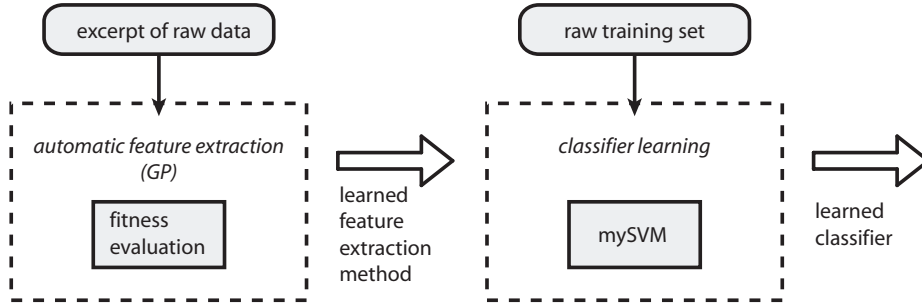 excerpt of raw data
raw training set
automatic feature extraction
(GP)
fitness
evaluation
learned
feature
extraction
method
classifier learning
mySVM
learned
classifier